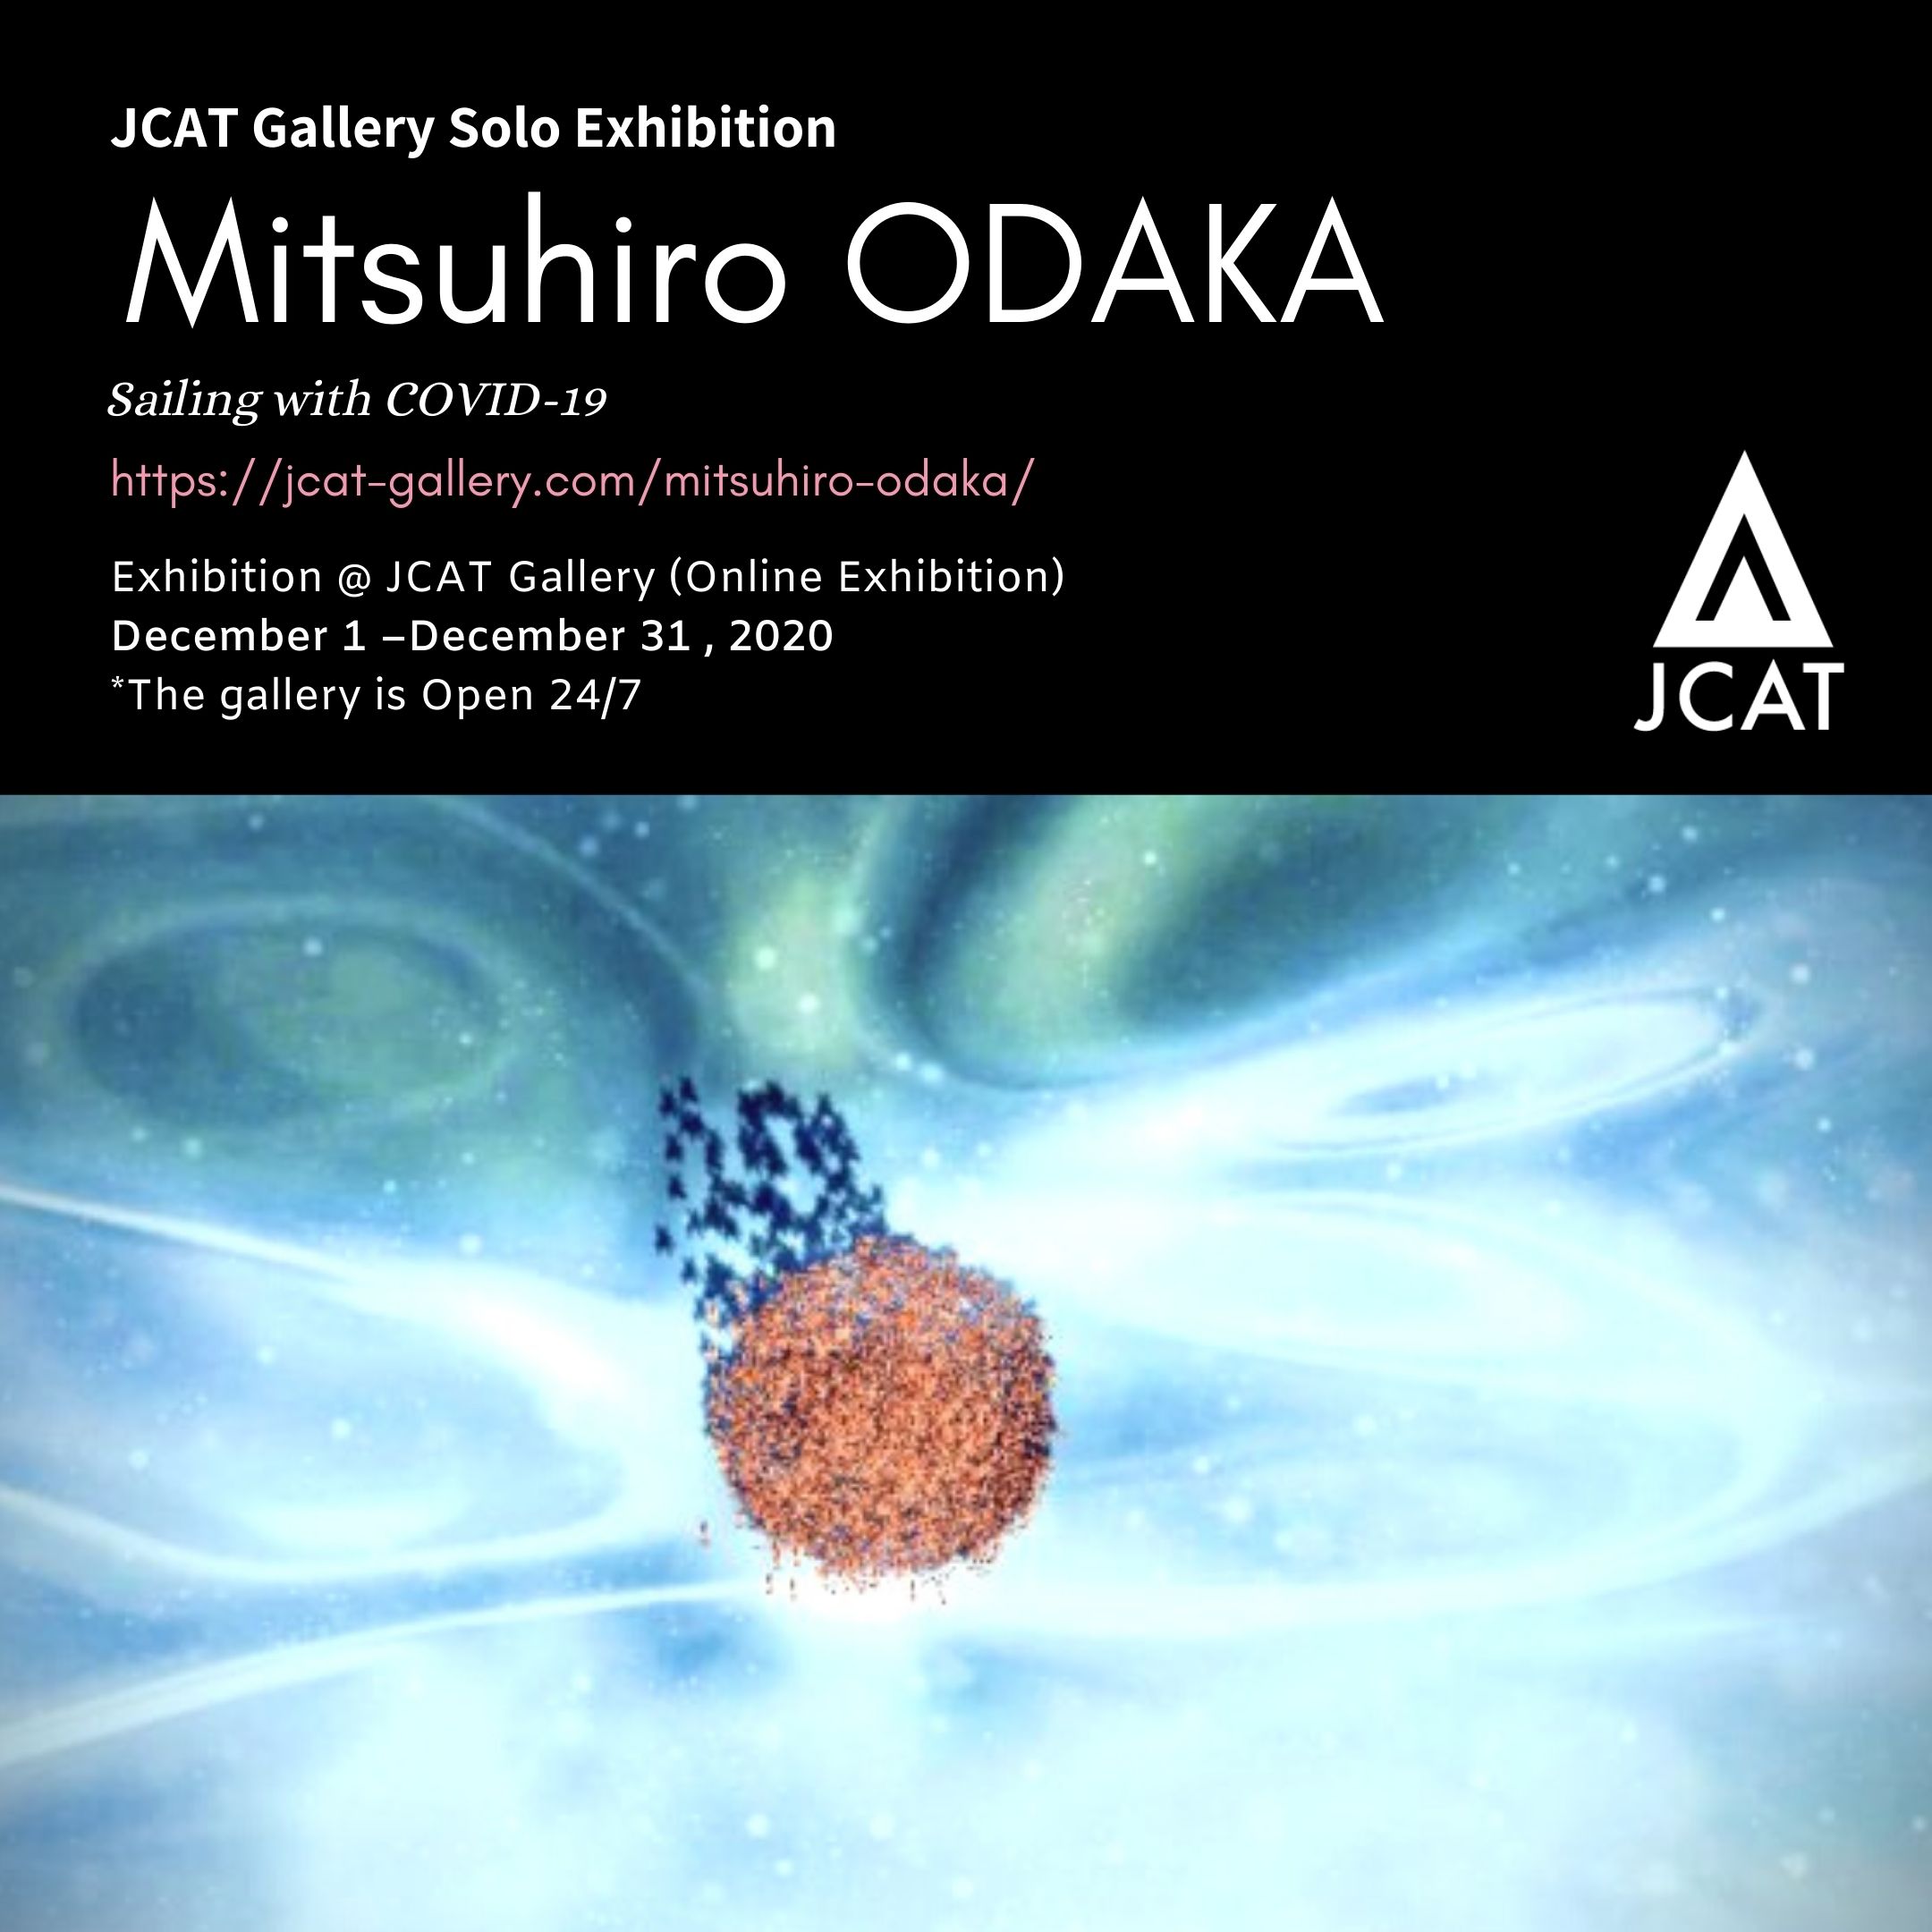 JCAT Gallery Solo Exhibition
Mitsuhiro ODAKA
Sailing with COVID-19
https://jcat-gallery.com/mitsuhiro-odaka/
Exhibition @ JCAT Gallery (Online Exhibition)
December 1 –December 31 , 2020
*The gallery is Open 24/7
JCAT